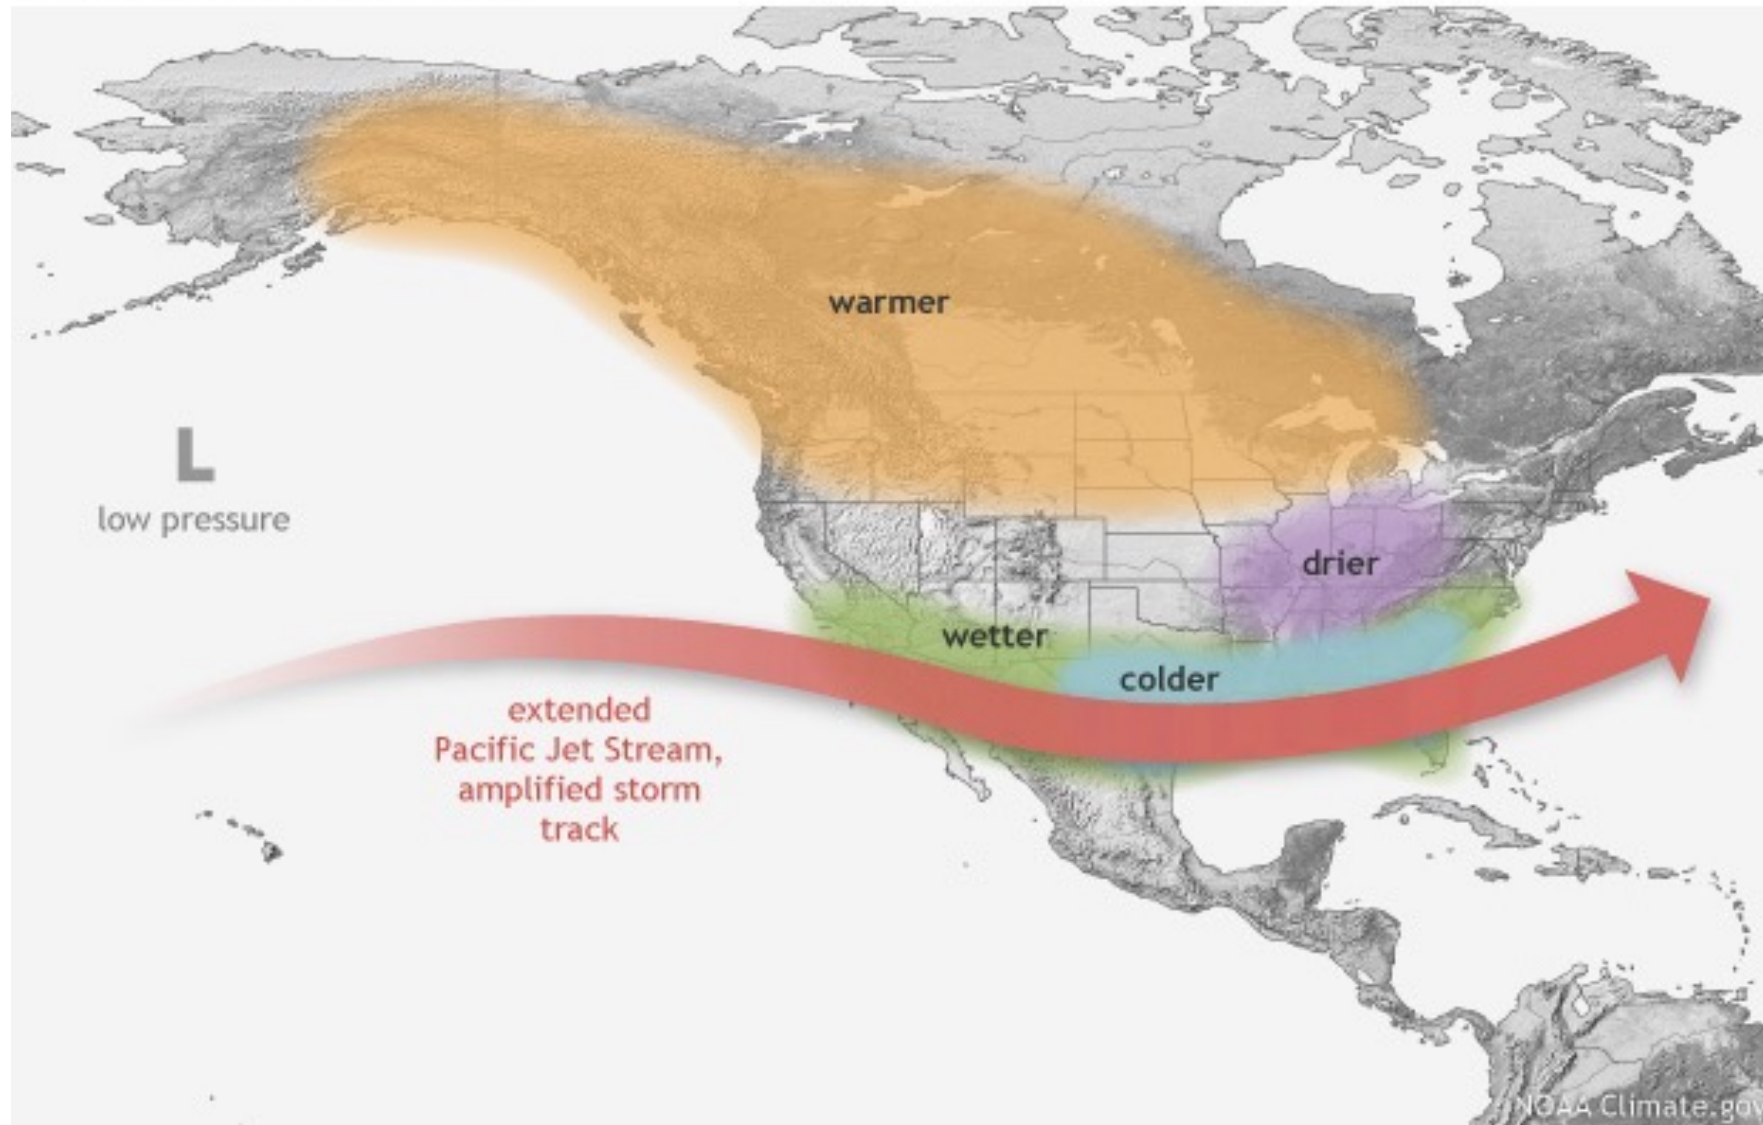 warmer
L
low pressure
drier
wetter
colder
extended
Pacific Jet Stream,
amplified storm
track
NOAA Climate.gov